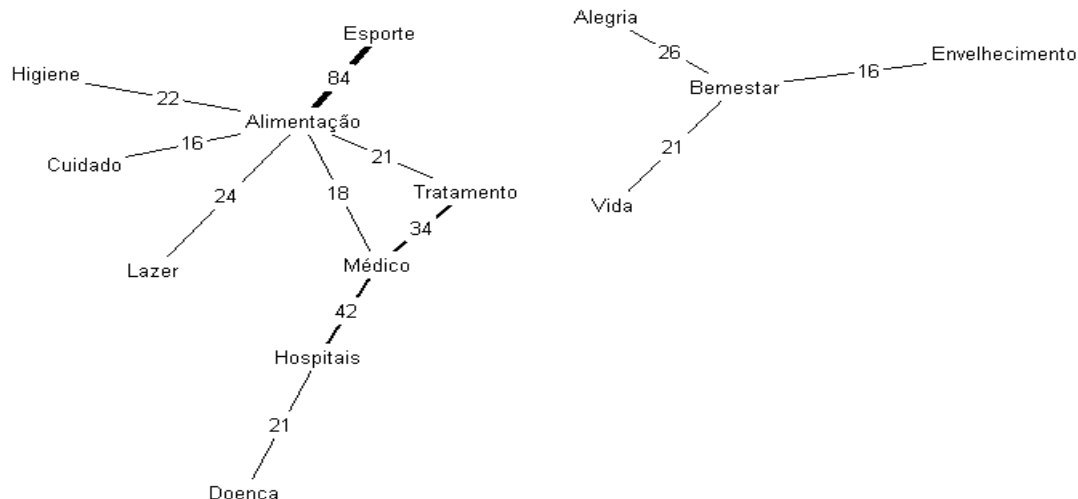 Alegria
Esporte
26
Envelhecimento
Higiene
84
16
Bemestar
22
Alimentação
16
21
21
Cuidado
24
18
Tratamento
Vida
34
Lazer
Médico
42
Hospitais
21
Doença